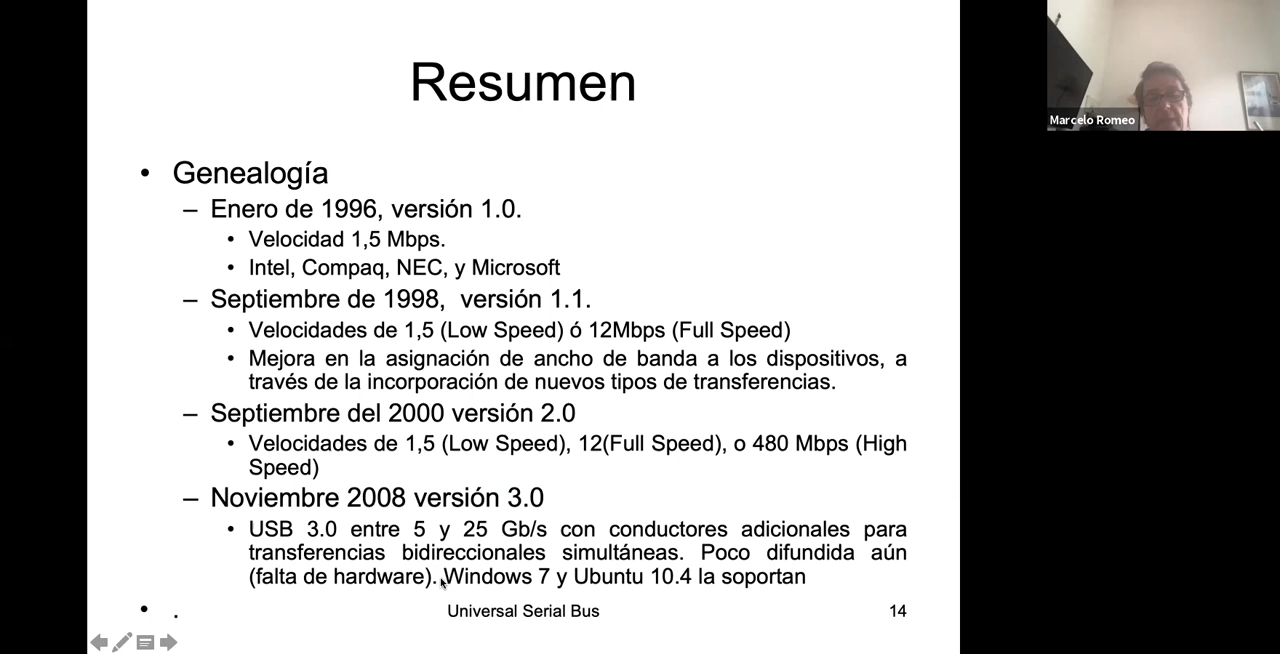 Resumen
• Genealogía
– Enero de 1996, versión 1.0.
• Velocidad 1,5 Mbps.
• Intel, Compaq, NEC, y Microsoft
– Septiembre de 1998, versión 1.1.
• Velocidades de 1,5 (Low Speed) ó 12Mbps (Full Speed)
• Mejora en la asignación de ancho de banda a los dispositivos, a
través de la incorporación de nuevos tipos de transferencias.
– Septiembre del 2000 versión 2.0
• Velocidades de 1,5 (Low Speed), 12(Full Speed), o 480 Mbps (High
Speed)
– Noviembre 2008 versión 3.0
• USB 3.0 entre 5 y 25 Gb/s con conductores adicionales para
transferencias bidireccionales simultáneas. Poco difundida aún
(falta de hardware). Windows 7 y Ubuntu 10.4 la soportan
• .
Universal Serial Bus
14
Marcelo Romeo